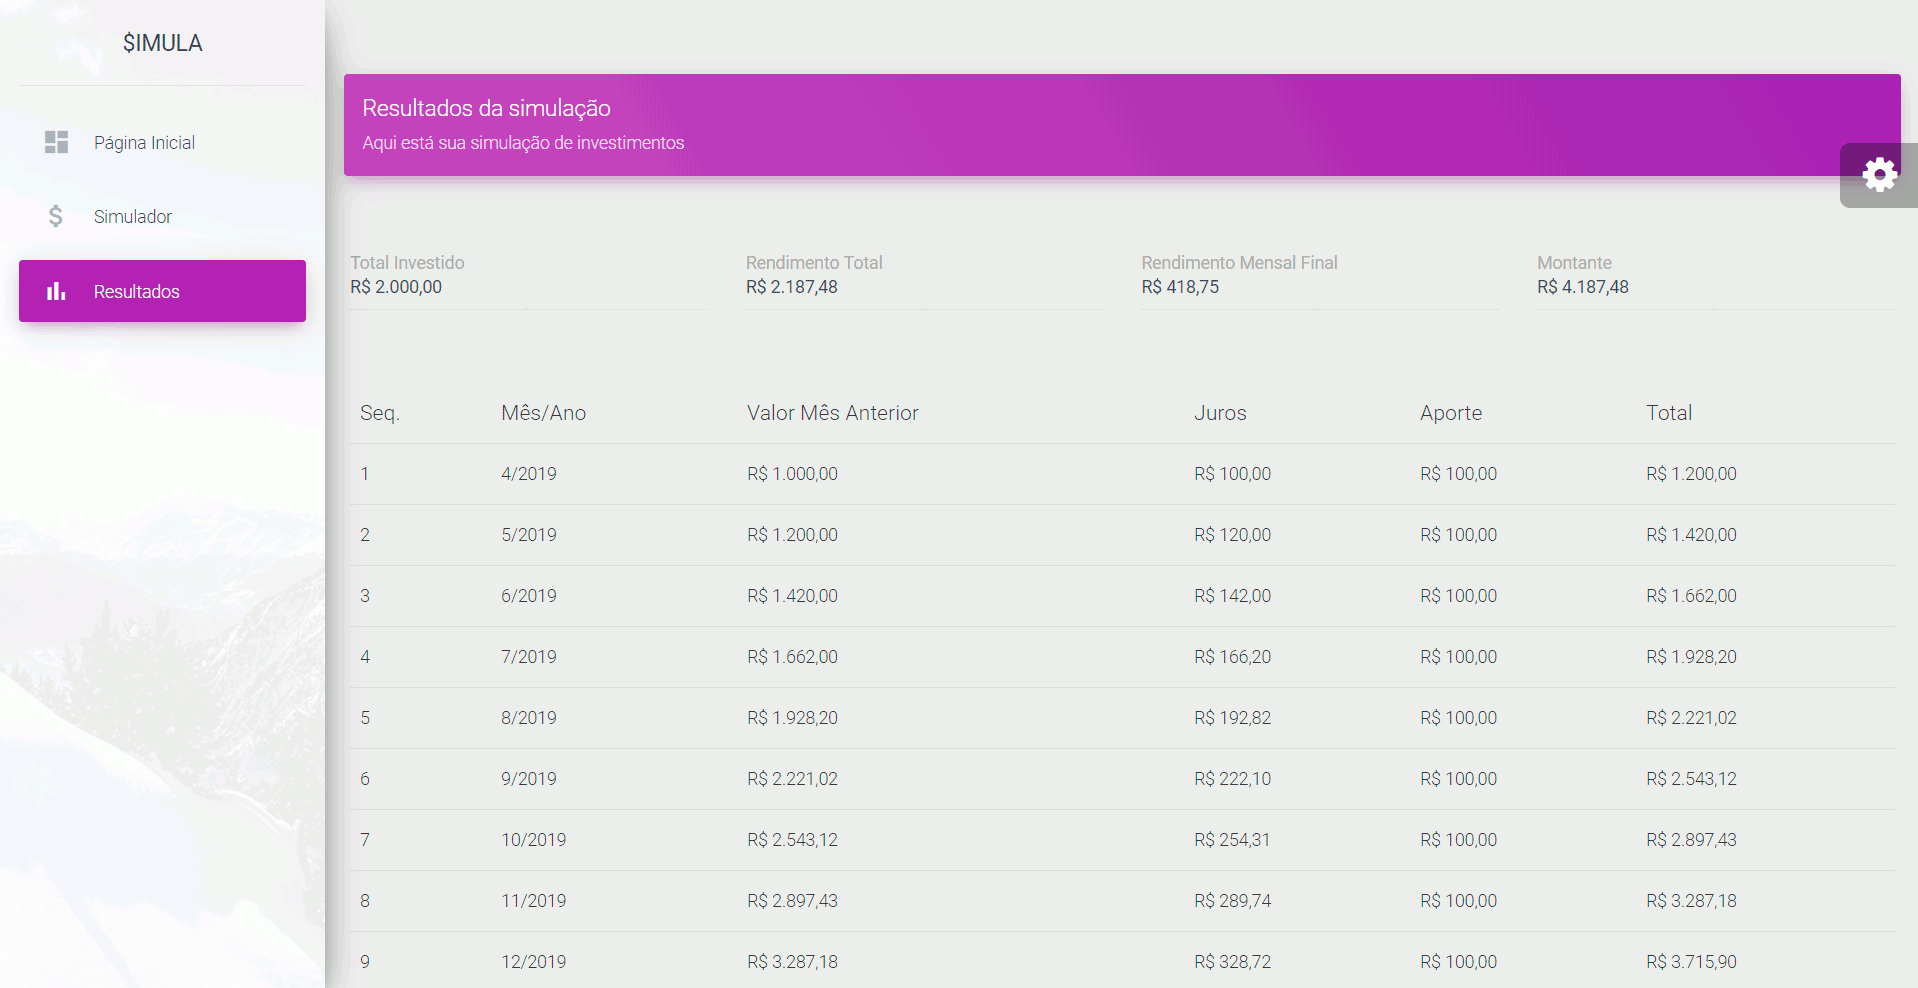 $IMULA
Página Inicial
Simulador
Resultados
Resultados da simulação
Aqui está sua simulação de investimentos
Total Investido Rendimento Total Rendimento Mensal Final Montante
R$ 2.000,00 R$ 2.187,48 R$ 418,75 R$ 4.187,48
Seq. Mês/Ano Valor Mês Anterior Juros Aporte Total
1 4/2019 R$ 1.000,00 R$ 100,00 R$ 100,00 R$ 1.200,00
2 5/2019 R$ 1.200,00 R$ 120,00 R$ 100,00 R$ 1.420,00
3 6/2019 R$ 1.420,00 R$ 142,00 R$ 100,00 R$ 1.662,00
4 7/2019 R$ 1.662,00 R$ 166,20 R$ 100,00 R$ 1.928,20
5 8/2019 R$ 1.928,20 R$ 192,82 R$ 100,00 R$ 2.221,02
6 9/2019 R$ 2.221,02 R$ 222,10 R$ 100,00 R$ 2.543,12
7 10/2019 R$ 2.543,12 R$ 254,31 R$ 100,00 R$ 2.897,43
8 11/2019 R$ 2.897,43 R$ 289,74 R$ 100,00 R$ 3.287,18
9 12/2019 R$ 3.287,18 R$ 328,72 R$ 100,00 R$ 3.715,90